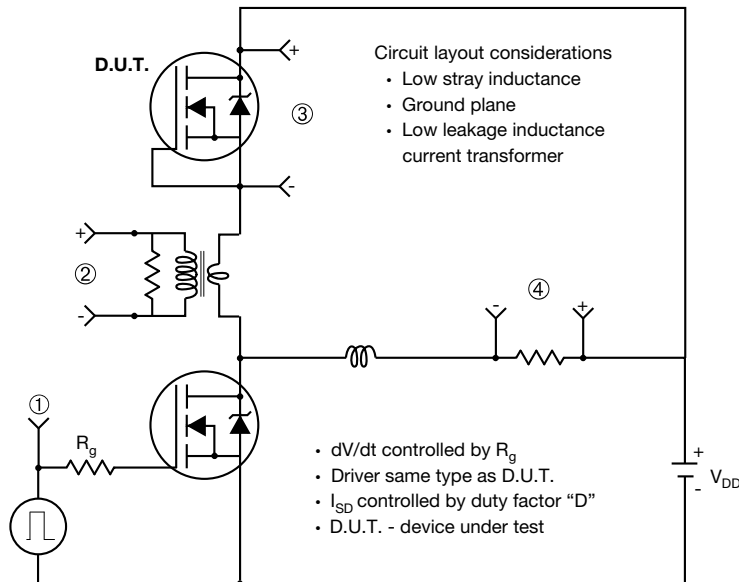 D.U.T.
+
③
-
Circuit layout considerations
• Low stray inductance
• Ground plane
• Low leakage inductance
current transformer
+
②
-
-
④
+
①
Rg
• dV/dt controlled by Rg
• Driver same type as D.U.T.
• ISD controlled by duty factor “D”
• D.U.T. - device under test
+
VDD
-